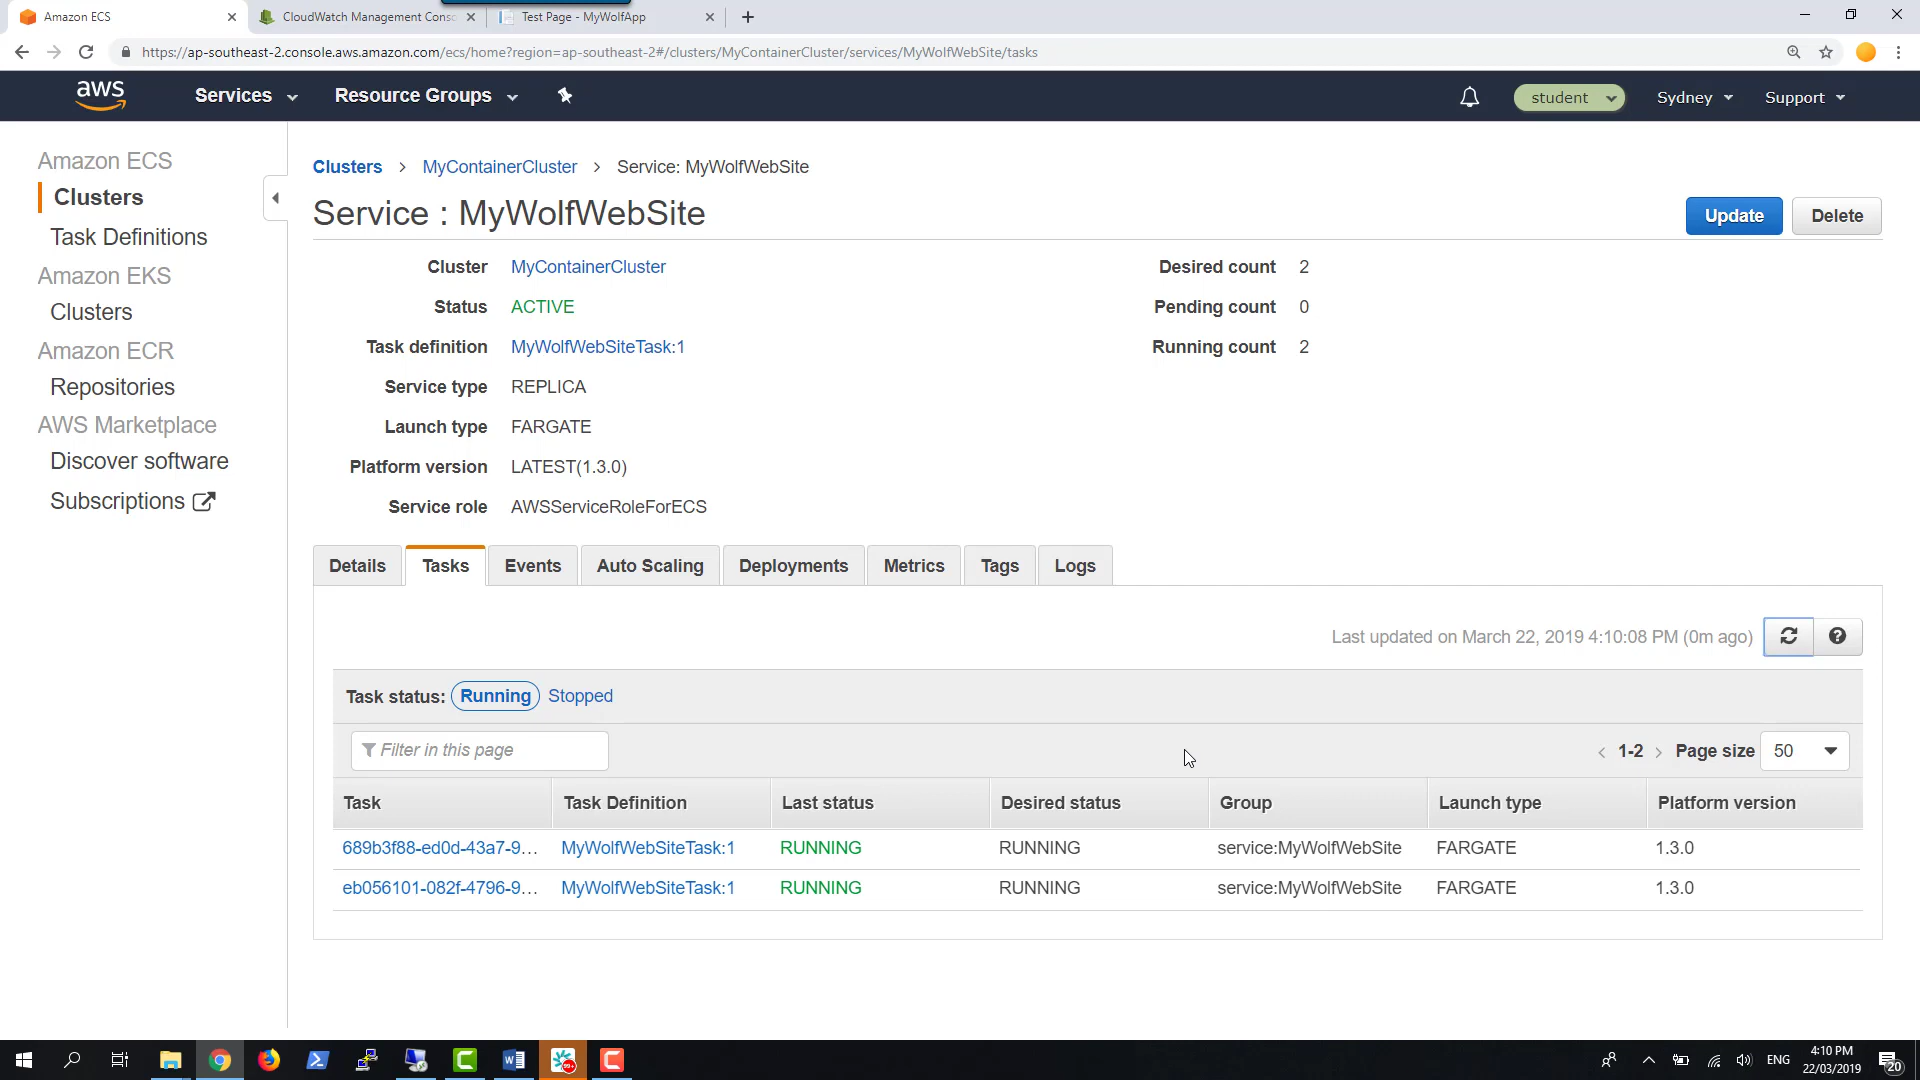 Amazon ECS
CloudWatch Management Conso
Test Page - MyWolfApp
https://ap-southeast-2.console.aws.amazon.com/ecs/home?region=ap-southeast-2#/clusters/MyContainerCluster/services/MyWolfWebSite/tasks
aws
Services
Resource Groups
student
Sydney
Support
Amazon ECS
Clusters
Task Definitions
Amazon EKS
Clusters
Amazon ECR
Repositories
AWS Marketplace
Discover software
Subscriptions
Clusters > MyContainerCluster > Service: MyWolfWebSite
Service : MyWolfWebSite
Update
Delete
Cluster MyContainerCluster
Status ACTIVE
Task definition MyWolfWebSiteTask:1
Service type REPLICA
Launch type FARGATE
Platform version LATEST(1.3.0)
Service role AWSServiceRoleForECS
Desired count 2
Pending count 0
Running count 2
Details
Tasks
Events
Auto Scaling
Deployments
Metrics
Tags
Logs
Last updated on March 22, 2019 4:10:08 PM (0m ago)
Task status: Running Stopped
Filter in this page
< 1-2 > Page size 50
Task Task Definition Last status Desired status Group Launch type Platform version
689b3f88-ed0d-43a7-9... MyWolfWebSiteTask:1 RUNNING RUNNING service:MyWolfWebSite FARGATE 1.3.0
eb056101-082f-4796-9... MyWolfWebSiteTask:1 RUNNING RUNNING service:MyWolfWebSite FARGATE 1.3.0
99+
ENG
4:10 PM
22/03/2019
20